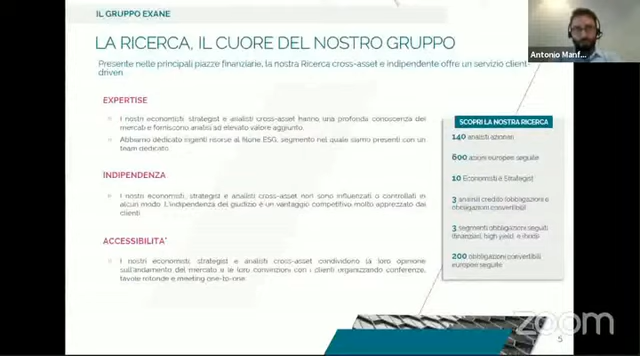 IL GRUPPO EXANE
LA RICERCA, IL CUORE DEL NOSTRO GRUPPO
Presente nelle principali piazze finanziarie, la nostra Ricerca cross-asset e indipendente offre un servizio client-
driven
Antonio Manf...
EXPERTISE
I nostri economisti, strategist e analisti cross-asset hanno una profonda conoscenza dei
mercati e forniscono analisi ad elevato valore aggiunto.
Abbiamo dedicato ingenti risorse al filone ESG, segmento nel quale siamo presenti con un
team dedicato
INDIPENDENZA
I nostri economisti, strategist e analisti cross-asset non sono influenzati o controllati in
alcun modo. L'indipendenza del giudizio è un vantaggio competitivo molto apprezzato dai
clienti
ACCESSIBILITA'
I nostri economisti, strategist e analisti cross-asset condividono la loro opinione
sull'andamento del mercato e le loro convinzioni con i clienti organizzando conferenze,
tavole rotonde e meeting one-to-one
SCOPRI LA NOSTRA RICERCA
140 analisti azionari
600 azioni europee seguite
10 Economisti e Strategist
3 analisti credito (obbligazioni e
obbligazioni convertibili)
3 segmenti obbligazioni seguiti
(finanziari, high yield, e ibridi)
200 obbligazioni convertibili
europee seguite
zoom
5